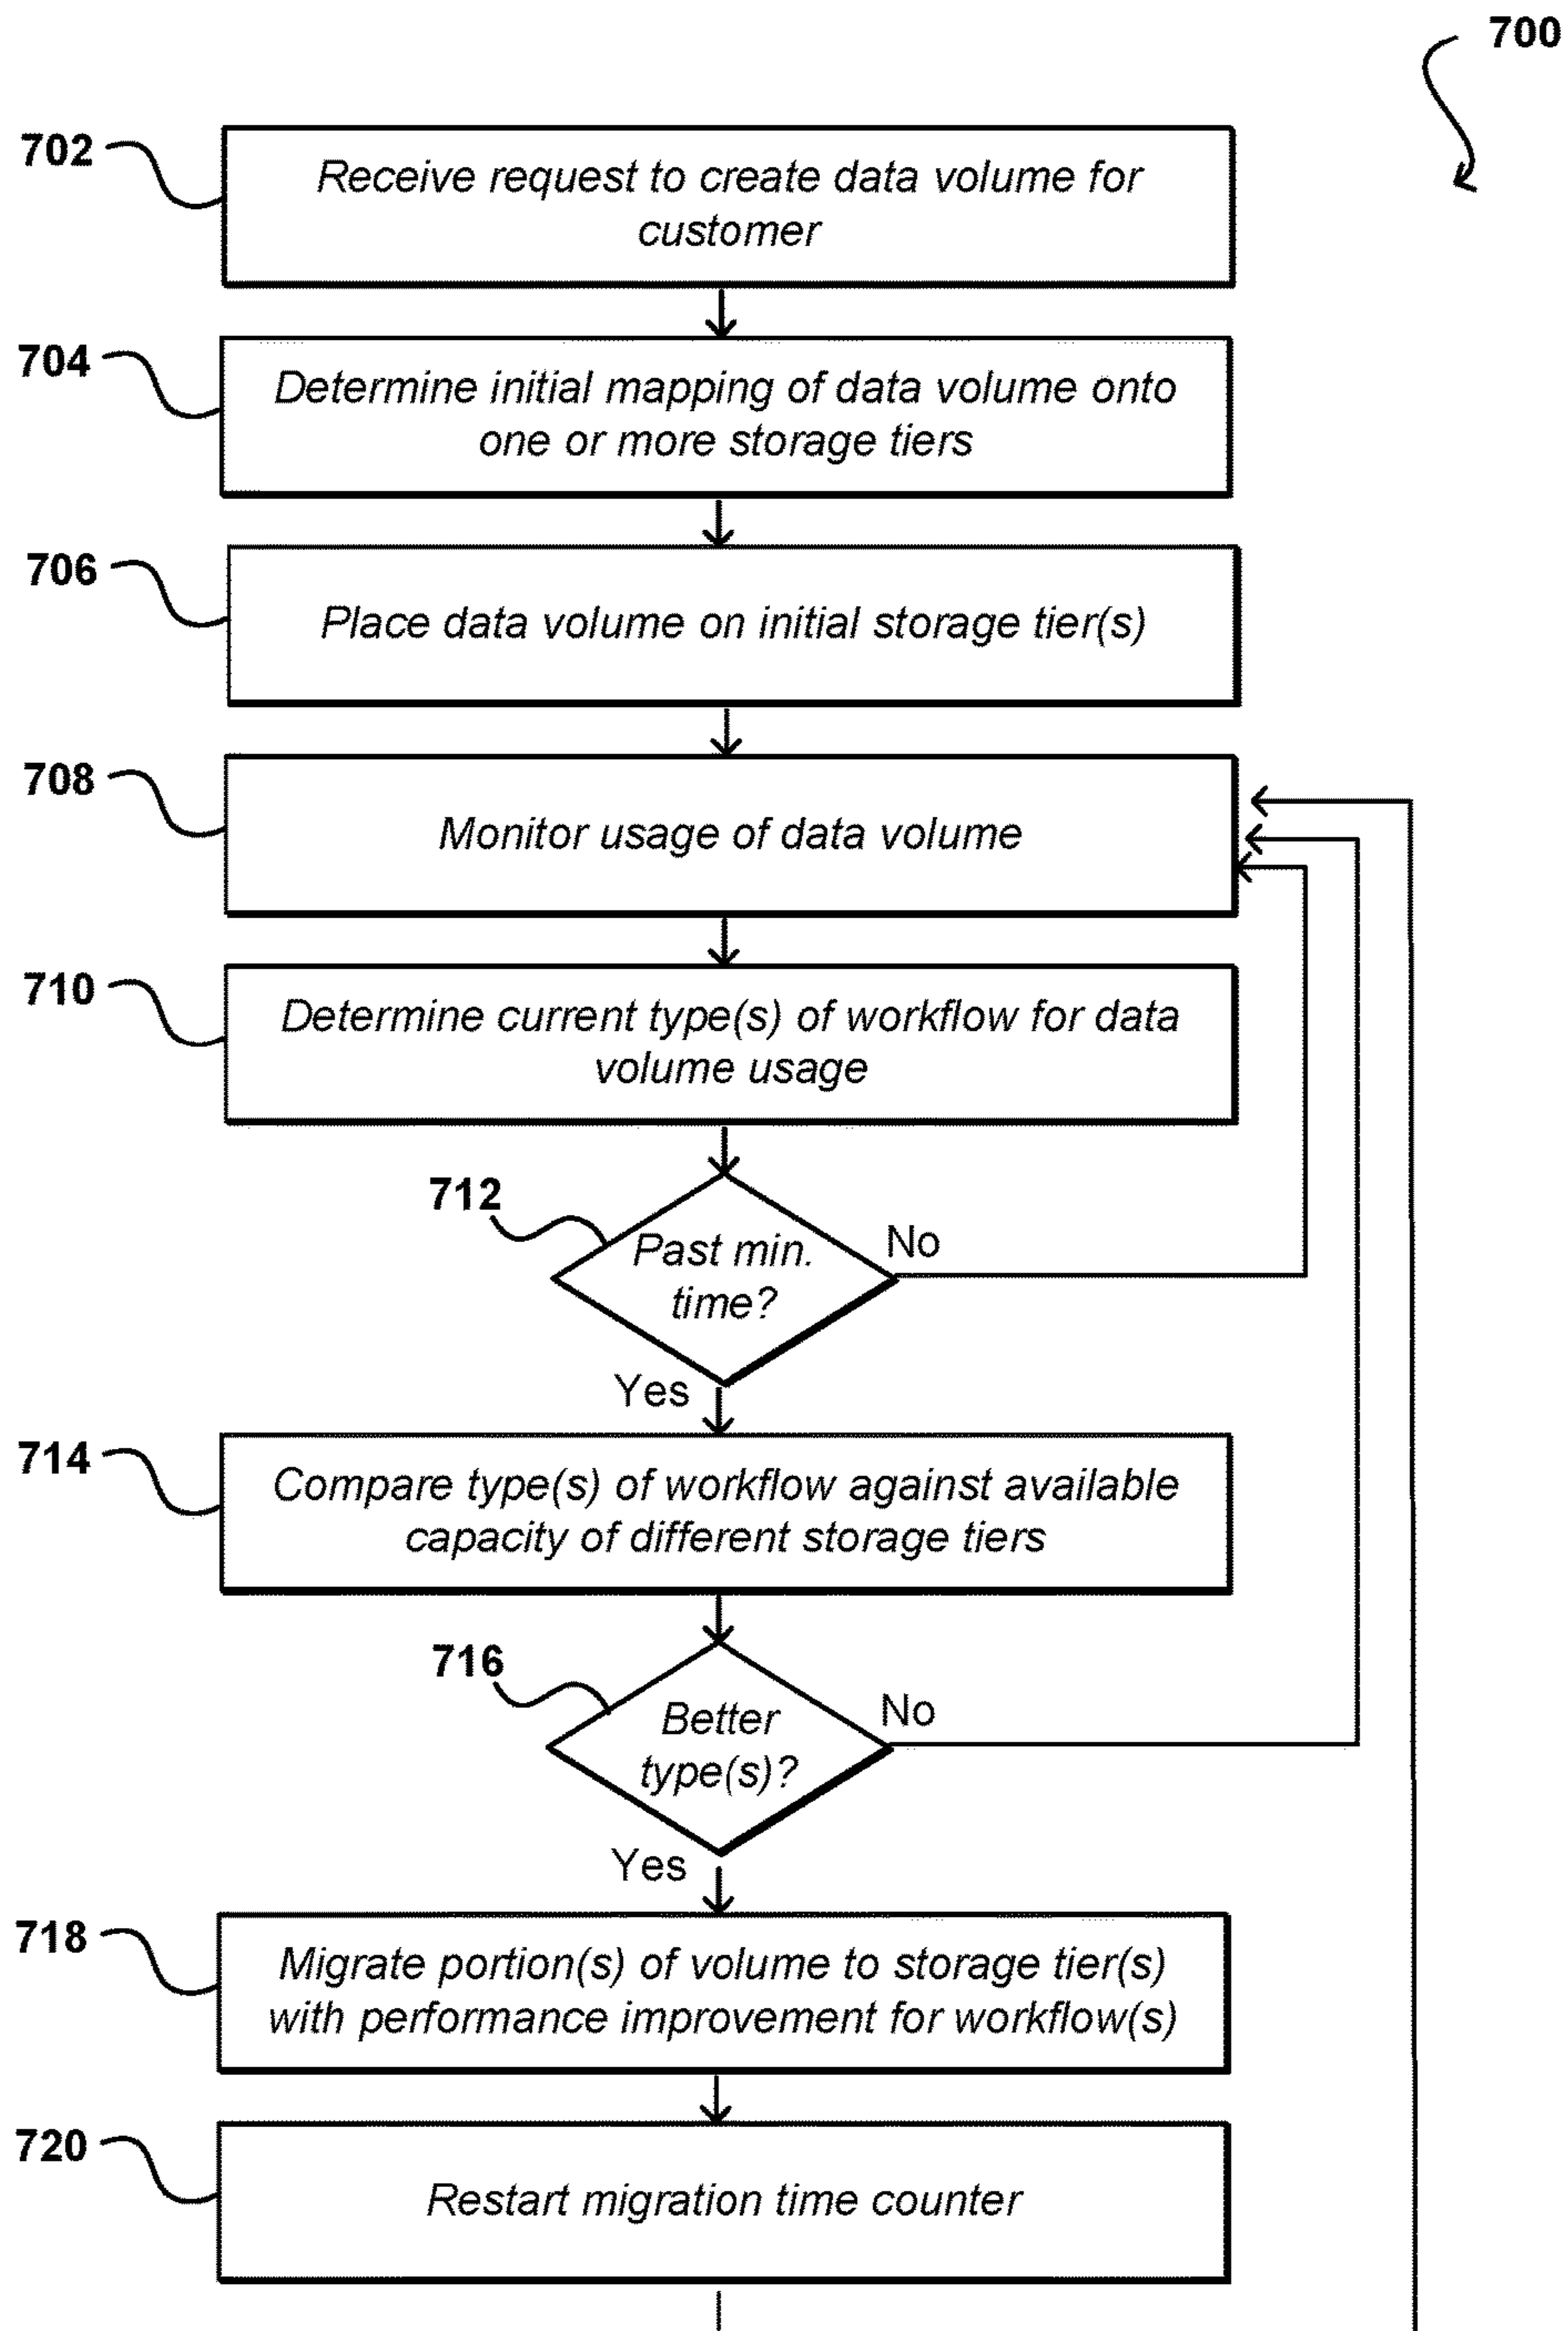 700
702
Receive request to create data volume for
customer
704
Determine initial mapping of data volume onto
one or more storage tiers
706
Place data volume on initial storage tier(s)
708
Monitor usage of data volume
710
Determine current type(s) of workflow for data
volume usage
712
Past min.
time?
No
Yes
714
Compare type(s) of workflow against available
capacity of different storage tiers
716
Better
type(s)?
No
Yes
718
Migrate portion(s) of volume to storage tier(s)
with performance improvement for workflow(s)
720
Restart migration time counter